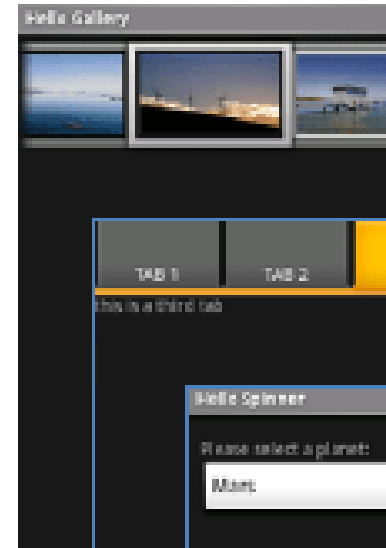 Hello Gallery
TAB 1 TAB 2
this is a third tab
Hello Spinner
Please select a planet:
Mars